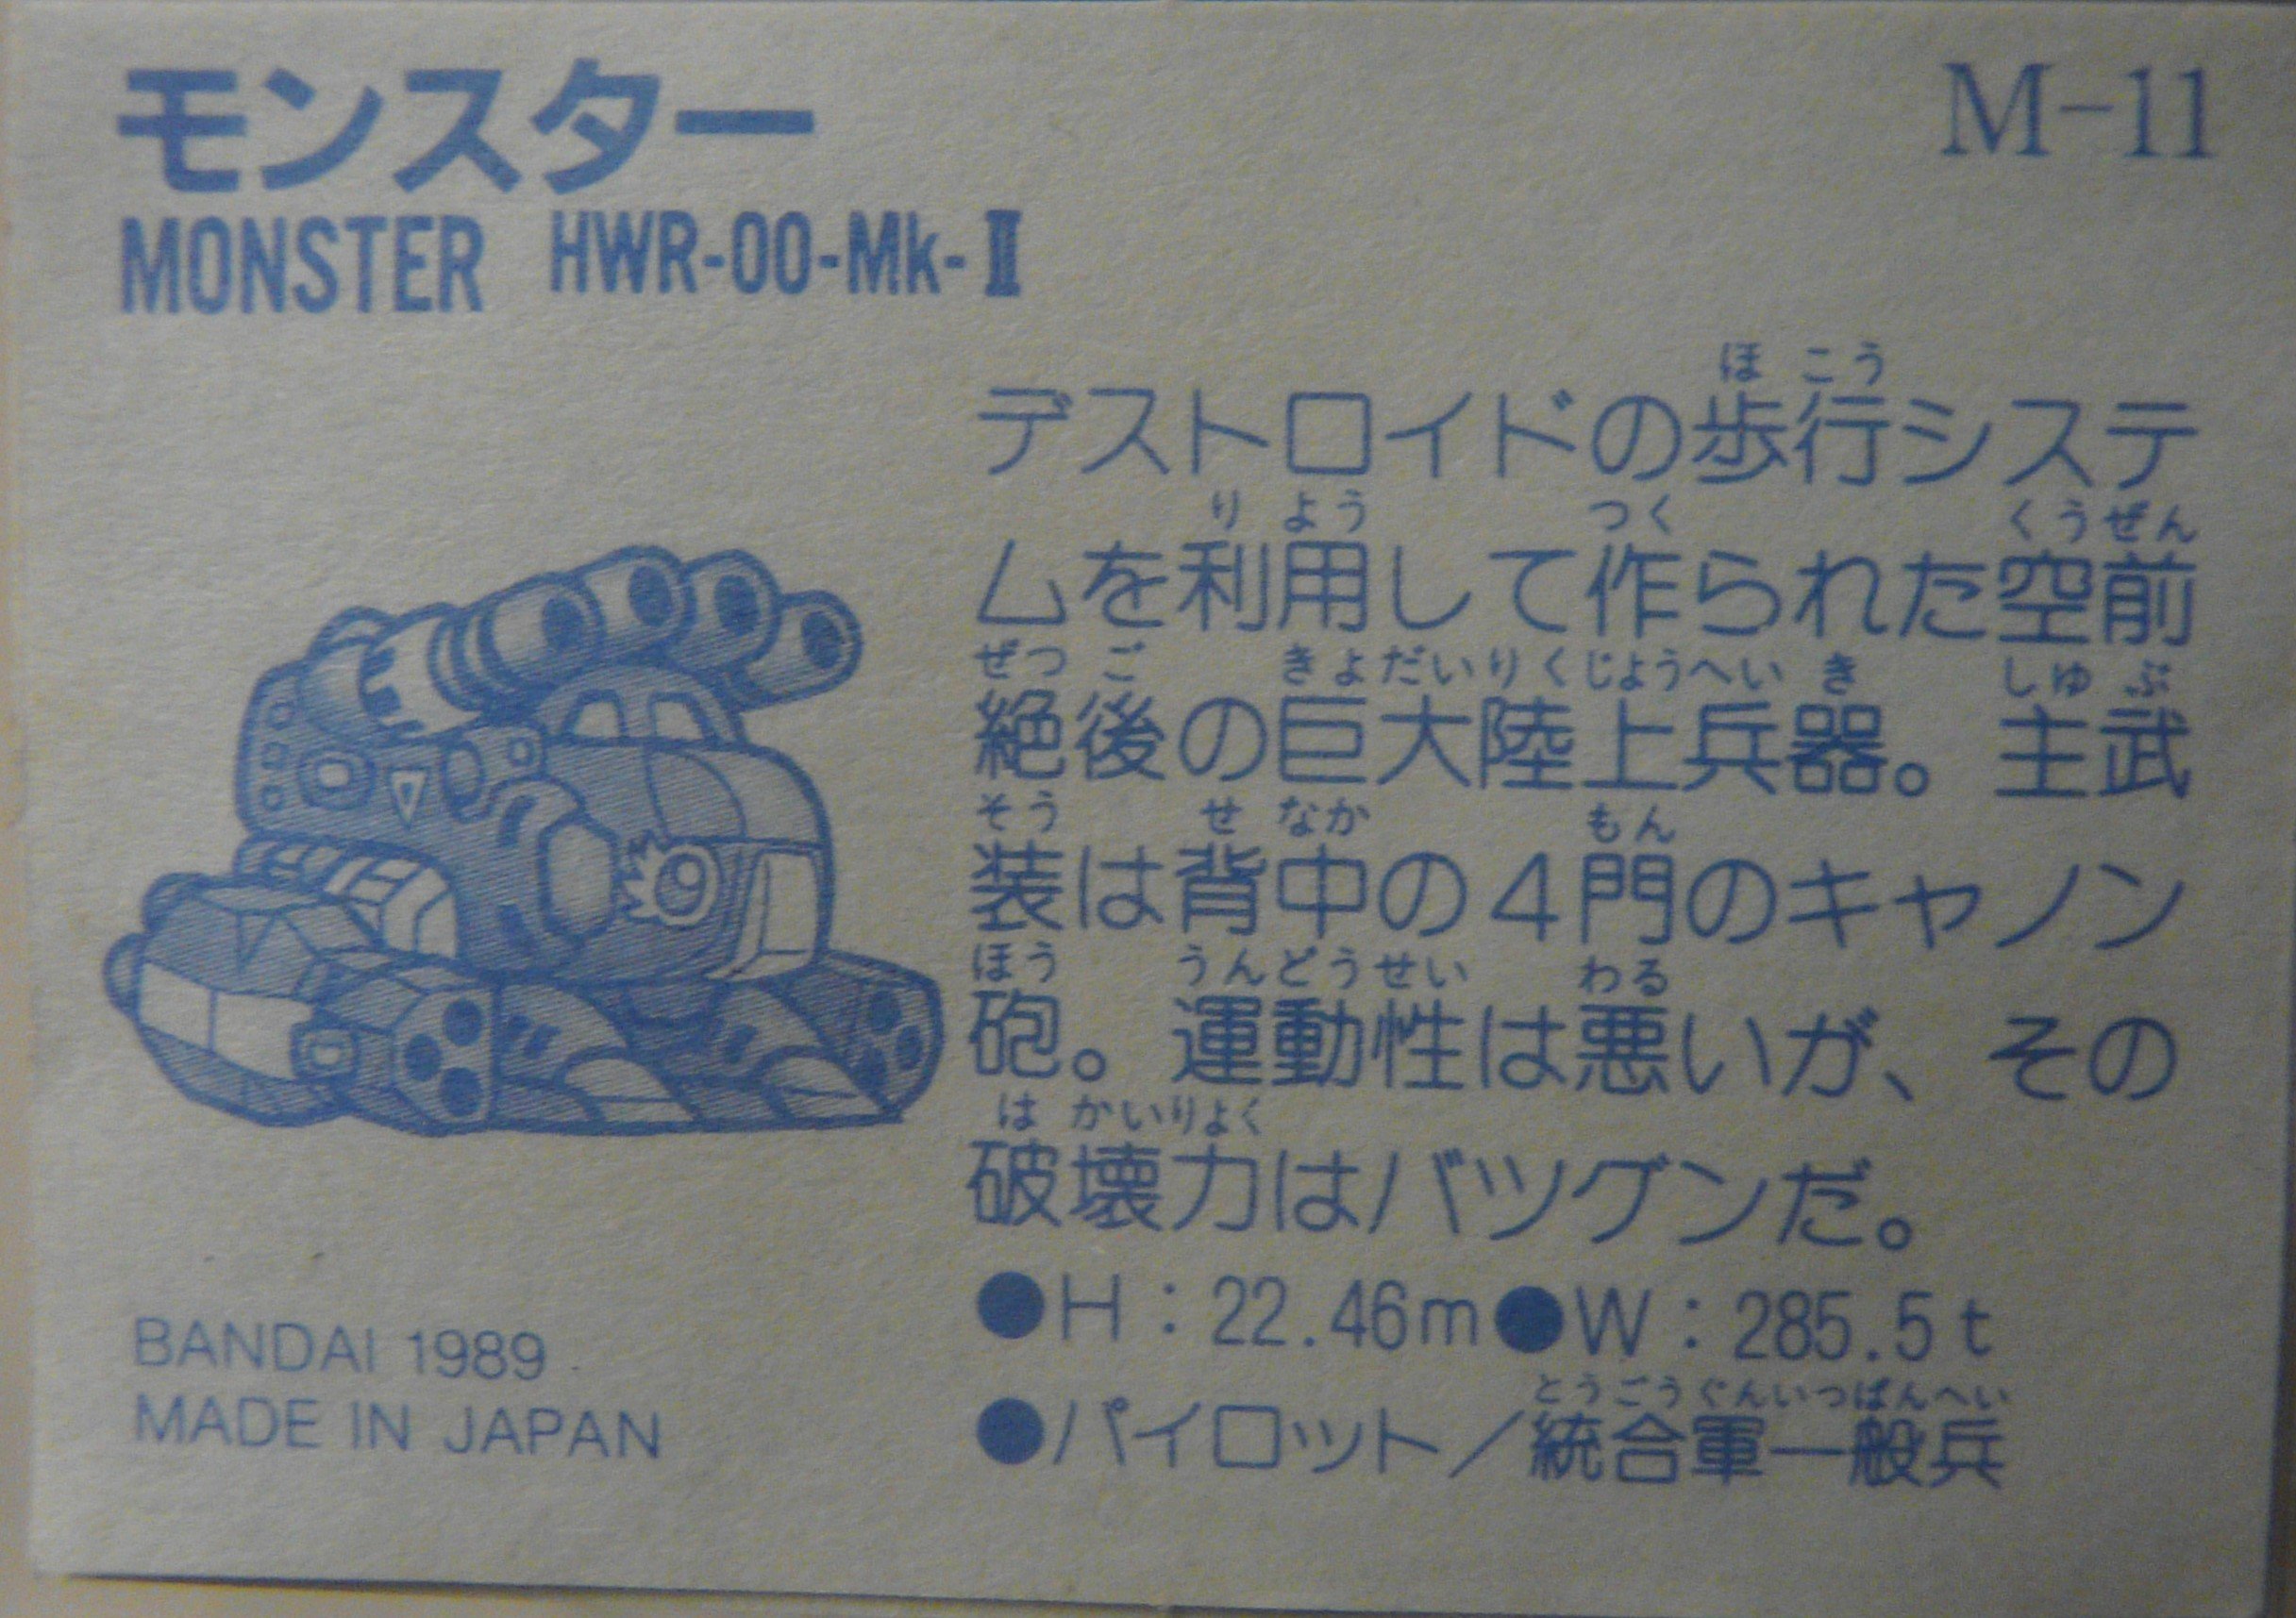 モンスター
M-11
MONSTER HWR-00-Mk-Ⅱ
ほ こう
デストロイドの歩行システ
り よう つく くうぜん
ムを利用して作られた空前
ぜつ ご きよだいりくじようへい き しゆ ぶ
絶後の巨大陸上兵器。主武
そう せ なか もん
装は背中の4門のキャノン
ほう うんどうせい わる
砲。運動性は悪いが、その
は かいりよく
破壊力はバツグンだ。
●H：22.46m●W：285.5t
とうごうぐんいつぱんへい
●パイロット／統合軍一般兵
9
BANDAI 1989
MADE IN JAPAN